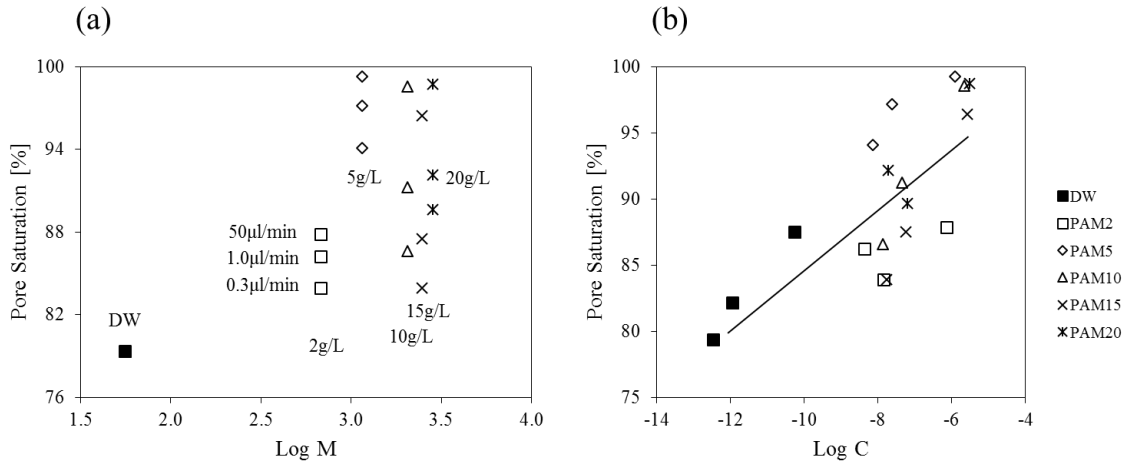 (a)
Pore Saturation [%]
100
94
88
82
76
1.5
2.0
2.5
3.0
3.5
4.0
Log M
DW
50µl/min
1.0µl/min
0.3µl/min
2g/L
5g/L
10g/L
15g/L
20g/L
(b)
Pore Saturation [%]
100
95
90
85
80
75
-14
-12
-10
-8
-6
-4
Log C
DW
PAM2
PAM5
PAM10
PAM15
PAM20